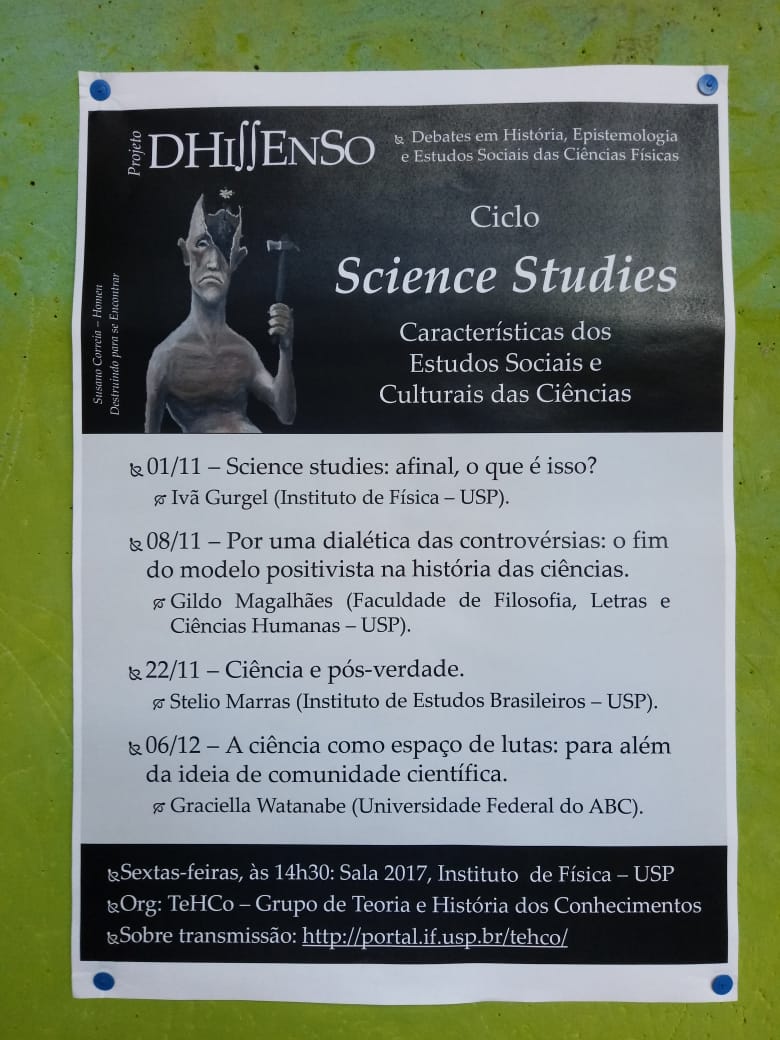 Projeto
DHI∬ENSO
Debates em História, Epistemologia
e Estudos Sociais das Ciências Físicas
Ciclo
Science Studies
Características dos
Estudos Sociais e
Culturais das Ciências
Susano Correia – Homem
Destruindo para se Encontrar
01/11 – Science studies: afinal, o que é isso?
Ivã Gurgel (Instituto de Física – USP).
08/11 – Por uma dialética das controvérsias: o fim
do modelo positivista na história das ciências.
Gildo Magalhães (Faculdade de Filosofia, Letras e
Ciências Humanas – USP).
22/11 – Ciência e pós-verdade.
Stelio Marras (Instituto de Estudos Brasileiros – USP).
06/12 – A ciência como espaço de lutas: para além
da ideia de comunidade científica.
Graciella Watanabe (Universidade Federal do ABC).
Sextas-feiras, às 14h30: Sala 2017, Instituto de Física – USP
Org: TeHCo – Grupo de Teoria e História dos Conhecimentos
Sobre transmissão: http://portal.if.usp.br/tehco/